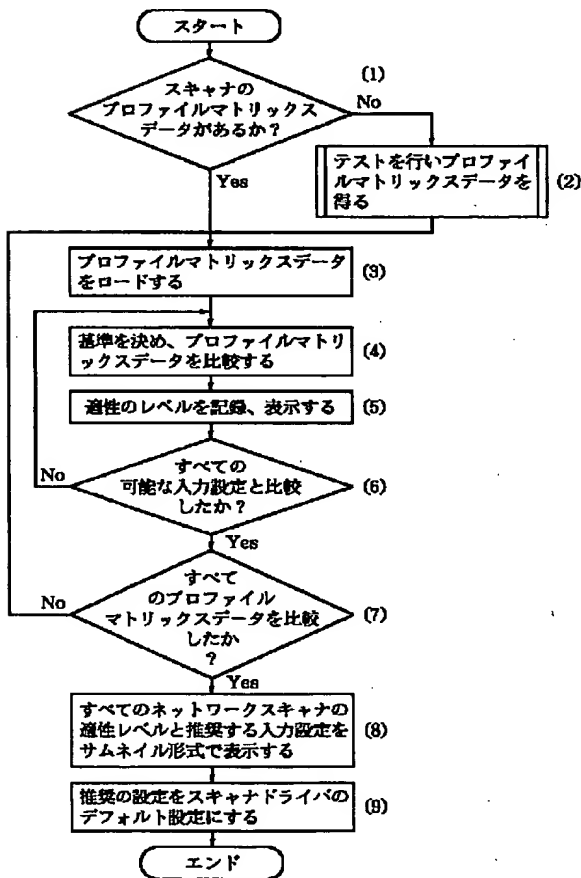 スタート
(1)
スキャナの
プロファイルマトリックス
データがあるか?
No
Yes
テストを行いプロファイ
ルマトリックスデータを
得る
(2)
プロファイルマトリックスデータ
をロードする
(3)
基準を決め、プロファイルマトリ
ックスデータを比較する
(4)
適性のレベルを記録、表示する
(5)
すべての
可能な入力設定と比較
したか?
(6)
No
Yes
すべて
のプロファイル
マトリックスデータを比較
したか
?
(7)
No
Yes
すべてのネットワークスキャナの
適性レベルと推奨する入力設定を
サムネイル形式で表示する
(8)
推奨の設定をスキャナドライバの
デフォルト設定にする
(9)
エンド